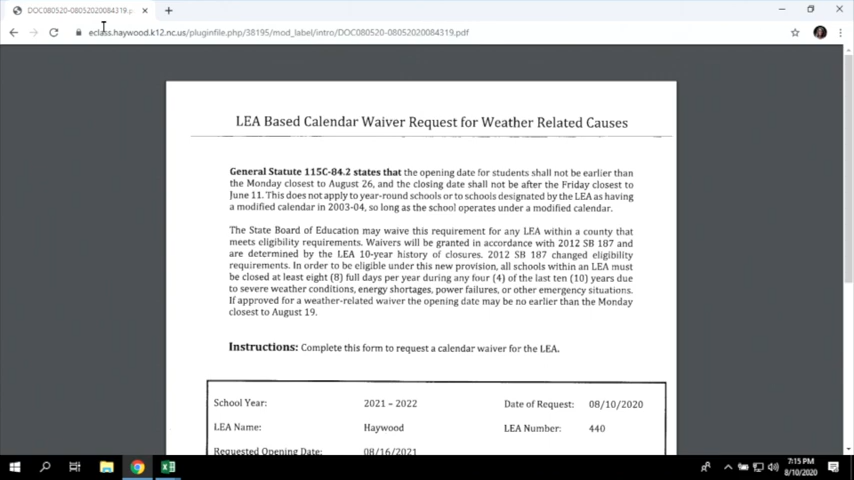 DOC080520-08052020084319.p
eclass.haywood.k12.nc.us/pluginfile.php/38195/mod_label/intro/DOC080520-08052020084319.pdf
LEA Based Calendar Waiver Request for Weather Related Causes
General Statute 115C-84.2 states that the opening date for students shall not be earlier than
the Monday closest to August 26, and the closing date shall not be after the Friday closest to
June 11. This does not apply to year-round schools or to schools designated by the LEA as having
a modified calendar in 2003-04, so long as the school operates under a modified calendar.
The State Board of Education may waive this requirement for any LEA within a county that
meets eligibility requirements. Waivers will be granted in accordance with 2012 SB 187 and
are determined by the LEA 10-year history of closures. 2012 SB 187 changed eligibility
requirements. In order to be eligible under this new provision, all schools within an LEA must
be closed at least eight (8) full days per year during any four (4) of the last ten (10) years due
to severe weather conditions, energy shortages, power failures, or other emergency situations.
If approved for a weather-related waiver the opening date may be no earlier than the Monday
closest to August 19.
Instructions: Complete this form to request a calendar waiver for the LEA.
School Year: 2021 – 2022 Date of Request: 08/10/2020
LEA Name: Haywood LEA Number: 440
Requested Opening Date: 08/16/2021
7:15 PM
8/10/2020